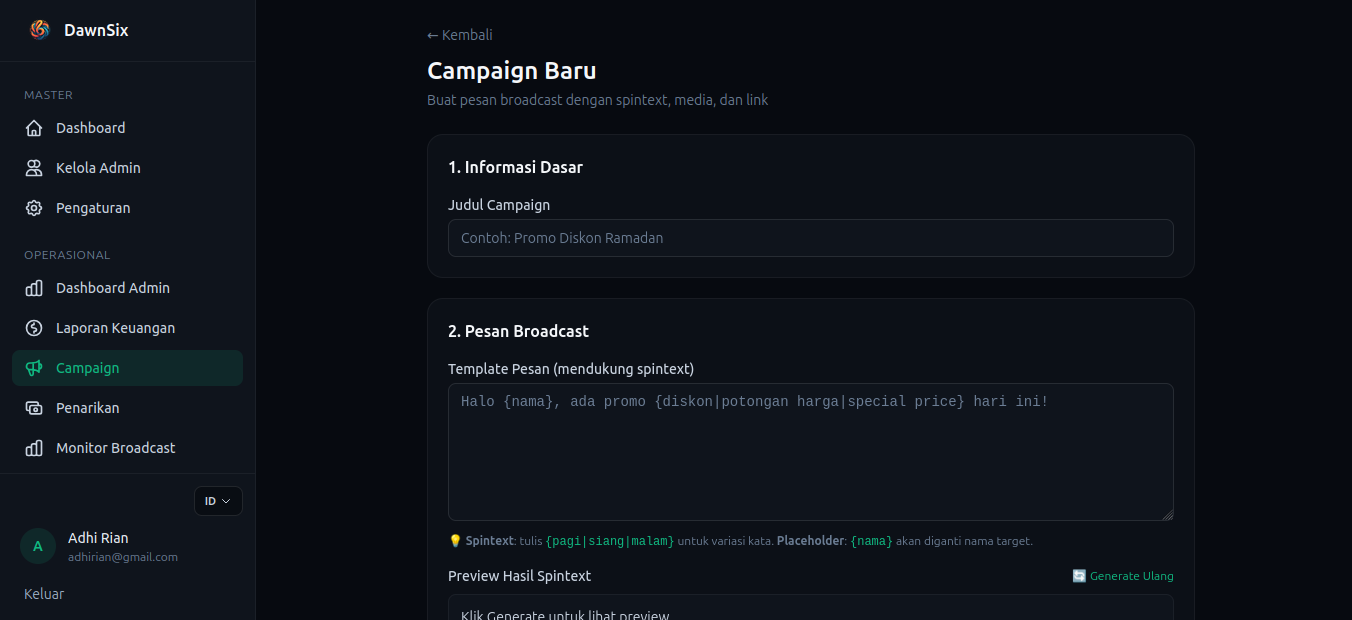 DawnSix
MASTER
Dashboard
Kelola Admin
Pengaturan
OPERASIONAL
Dashboard Admin
Laporan Keuangan
Campaign
Penarikan
Monitor Broadcast
ID
A
Adhi Rian
adhirian@gmail.com
Keluar
← Kembali
Campaign Baru
Buat pesan broadcast dengan spintext, media, dan link
1. Informasi Dasar
Judul Campaign
Contoh: Promo Diskon Ramadan
2. Pesan Broadcast
Template Pesan (mendukung spintext)
Halo {nama}, ada promo {diskon|potongan harga|special price} hari ini!
💡 Spintext: tulis {pagi|siang|malam} untuk variasi kata. Placeholder: {nama} akan diganti nama target.
Preview Hasil Spintext
🔄 Generate Ulang
Klik Generate untuk lihat preview